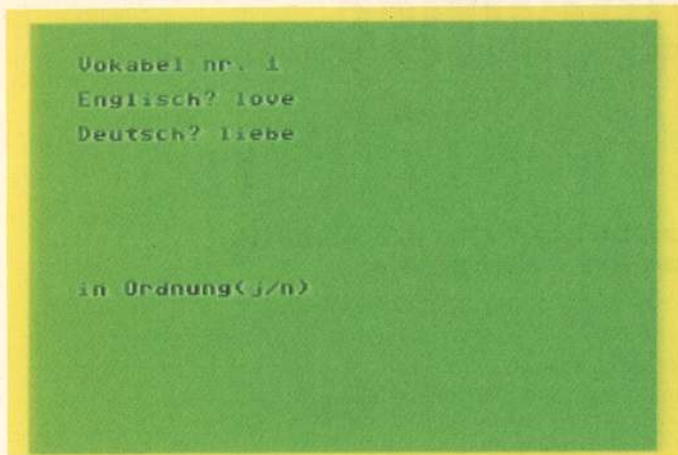 Vokabel nr. 1
Englisch? love
Deutsch? liebe
in Ordnung(j/n)